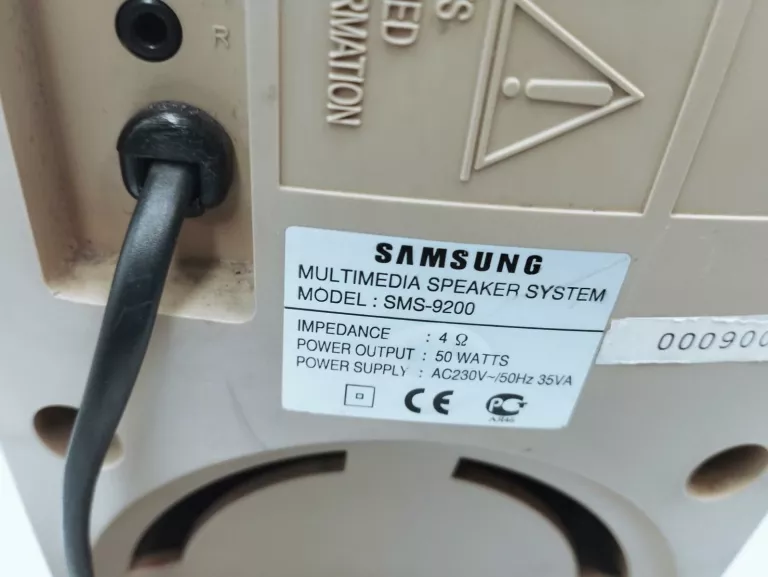 R
S
ED
RMATION
!
SAMSUNG
MULTIMEDIA SPEAKER SYSTEM
MODEL : SMS-9200
IMPEDANCE : 4 Ω
POWER OUTPUT : 50 WATTS
POWER SUPPLY : AC230V~/50Hz 35VA
CE
PG
000900